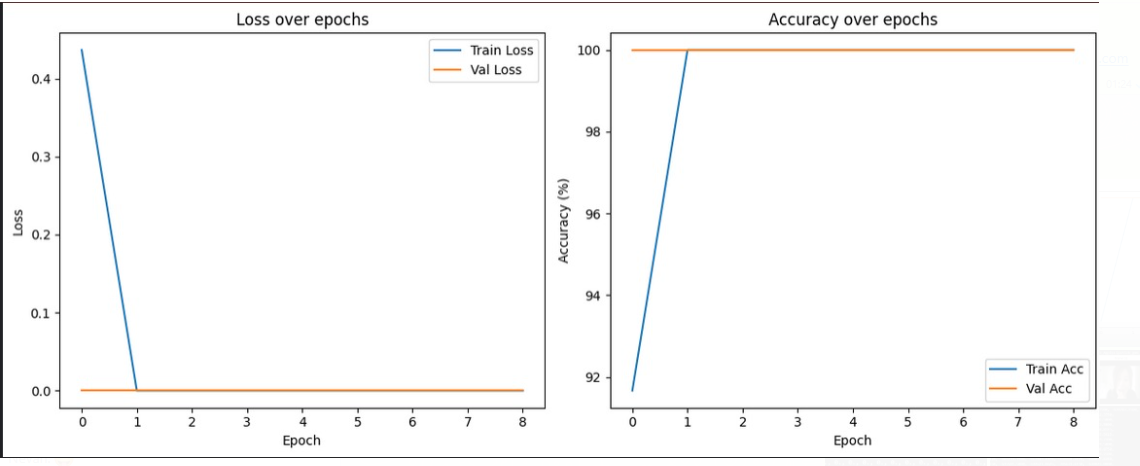 Loss over epochs
Loss
0.4
0.3
0.2
0.1
0.0
Train Loss
Val Loss
0 1 2 3 4 5 6 7 8
Epoch
Accuracy over epochs
Accuracy (%)
100
98
96
94
92
Train Acc
Val Acc
0 1 2 3 4 5 6 7 8
Epoch